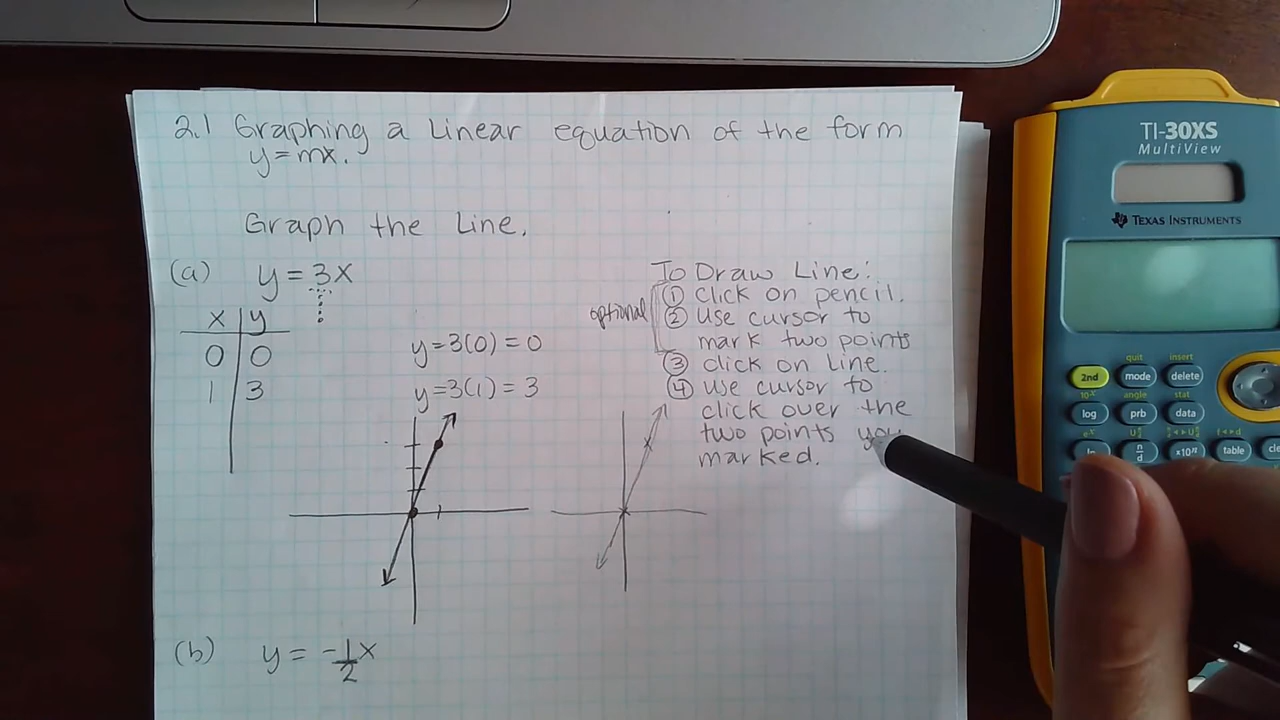 2.1 Graphing a Linear equation of the form
y = mx.
Graph the Line.
(a) y = 3x
x y
0 0
1 3
y = 3(0) = 0
y = 3(1) = 3
To Draw Line:
optional
① click on pencil.
② use cursor to
mark two points
③ click on Line.
④ use cursor to
click over the
two points you
marked.
(b) y = -1/2 x
TI-30XS
MultiView
TEXAS INSTRUMENTS
quit insert
2nd mode delete
angle stat
log prb data
table